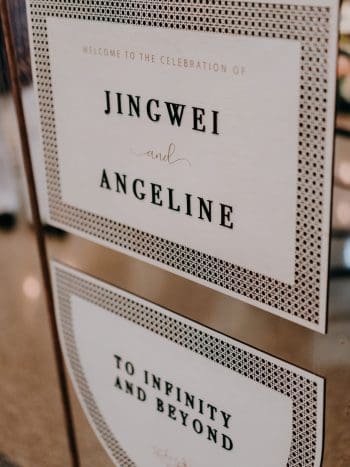 WELCOME TO THE CELEBRATION OF
JINGWEI
and
ANGELINE
TO INFINITY
AND BEYOND